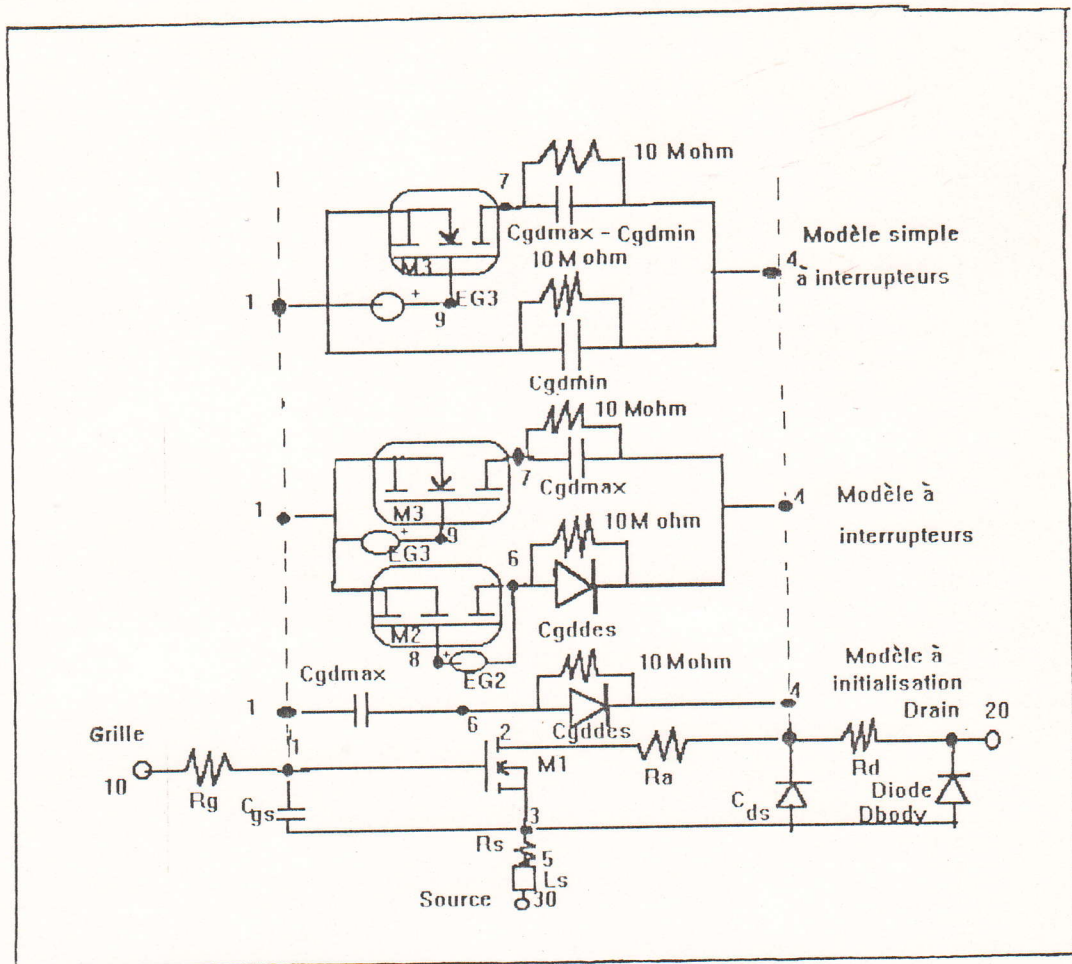 10 Mohm
7
Cgdmax - Cgdmin
M3
10 M ohm
Modèle simple
4
à interrupteurs
1
+
EG3
9
Cgdmin
10 Mohm
7
Cgdmax
1
M3
4
Modèle à
interrupteurs
10M ohm
+
9
EG3
6
M2
Cgddes
8
+
EG2
Cgdmax
10 Mohm
Modèle à
initialisation
1
6
4
Cgddes
Drain
20
Grille
1
2
M1
10
Rg
Ra
Rd
Cgs
Cds
Diode
Dbody
3
Rs
5
Ls
Source
30